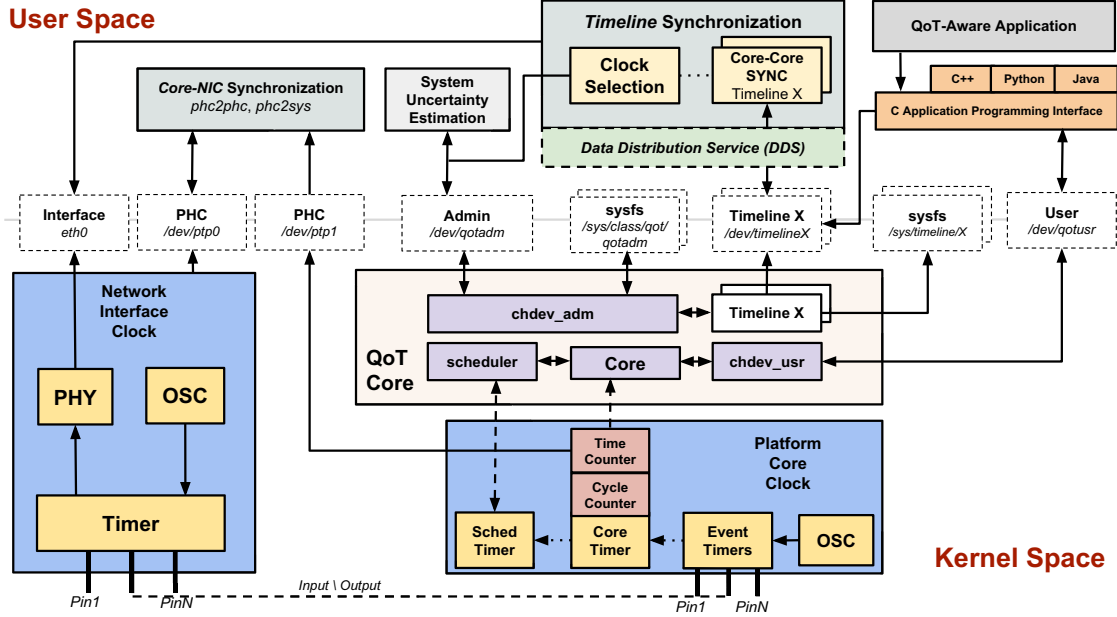 User Space
Timeline Synchronization
Clock
Selection
Core-Core
SYNC
Timeline X
Data Distribution Service (DDS)
QoT-Aware Application
C++
Python
Java
C Application Programming Interface
Core-NIC Synchronization
phc2phc, phc2sys
System
Uncertainty
Estimation
Interface
eth0
PHC
/dev/ptp0
PHC
/dev/ptp1
Admin
/dev/qotadm
sysfs
/sys/class/qot/
qotadm
Timeline X
/dev/timelineX
sysfs
/sys/timeline/X
User
/dev/qotusr
Network
Interface
Clock
PHY
OSC
Timer
Pin1
PinN
QoT
Core
chdev_adm
Timeline X
scheduler
Core
chdev_usr
Time
Counter
Cycle
Counter
Platform
Core
Clock
Sched
Timer
Core
Timer
Event
Timers
OSC
Kernel Space
Input \ Output
Pin1
PinN